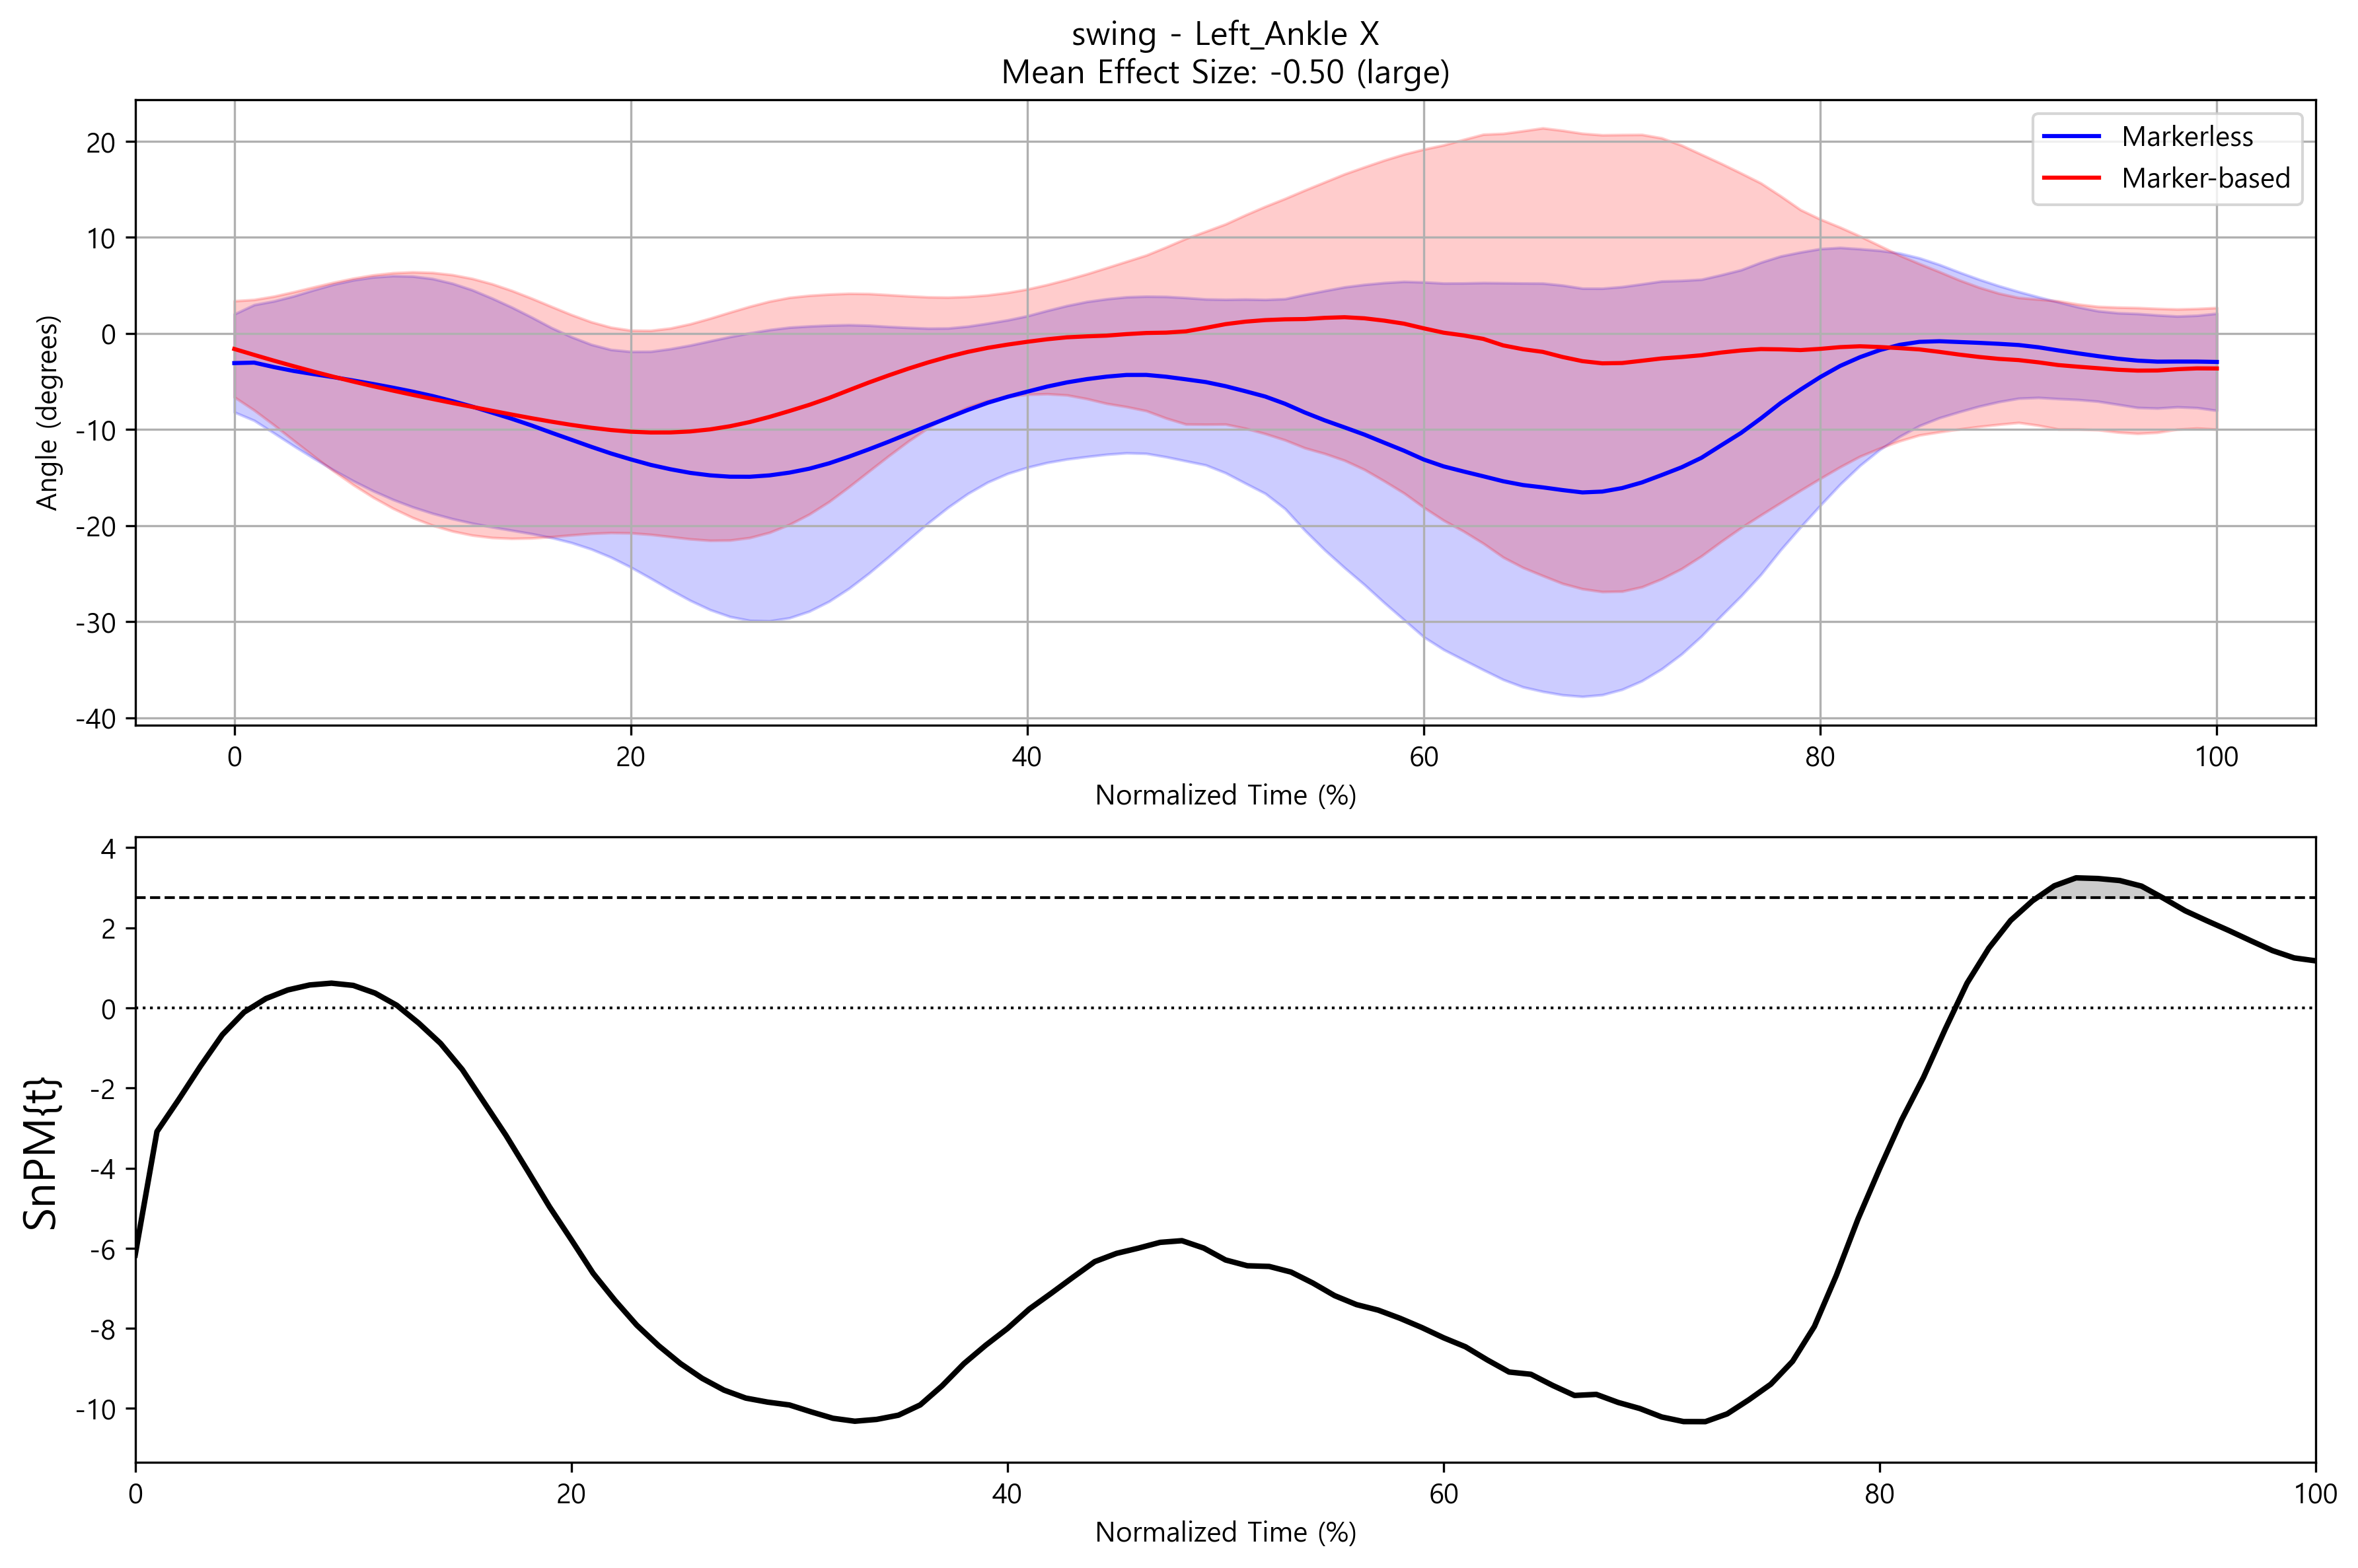 swing - Left_Ankle X
Mean Effect Size: -0.50 (large)
Markerless
Marker-based
Angle (degrees)
20
10
0
-10
-20
-30
-40
0 20 40 60 80 100
Normalized Time (%)
SnPM{t}
4
2
0
-2
-4
-6
-8
-10
0 20 40 60 80 100
Normalized Time (%)